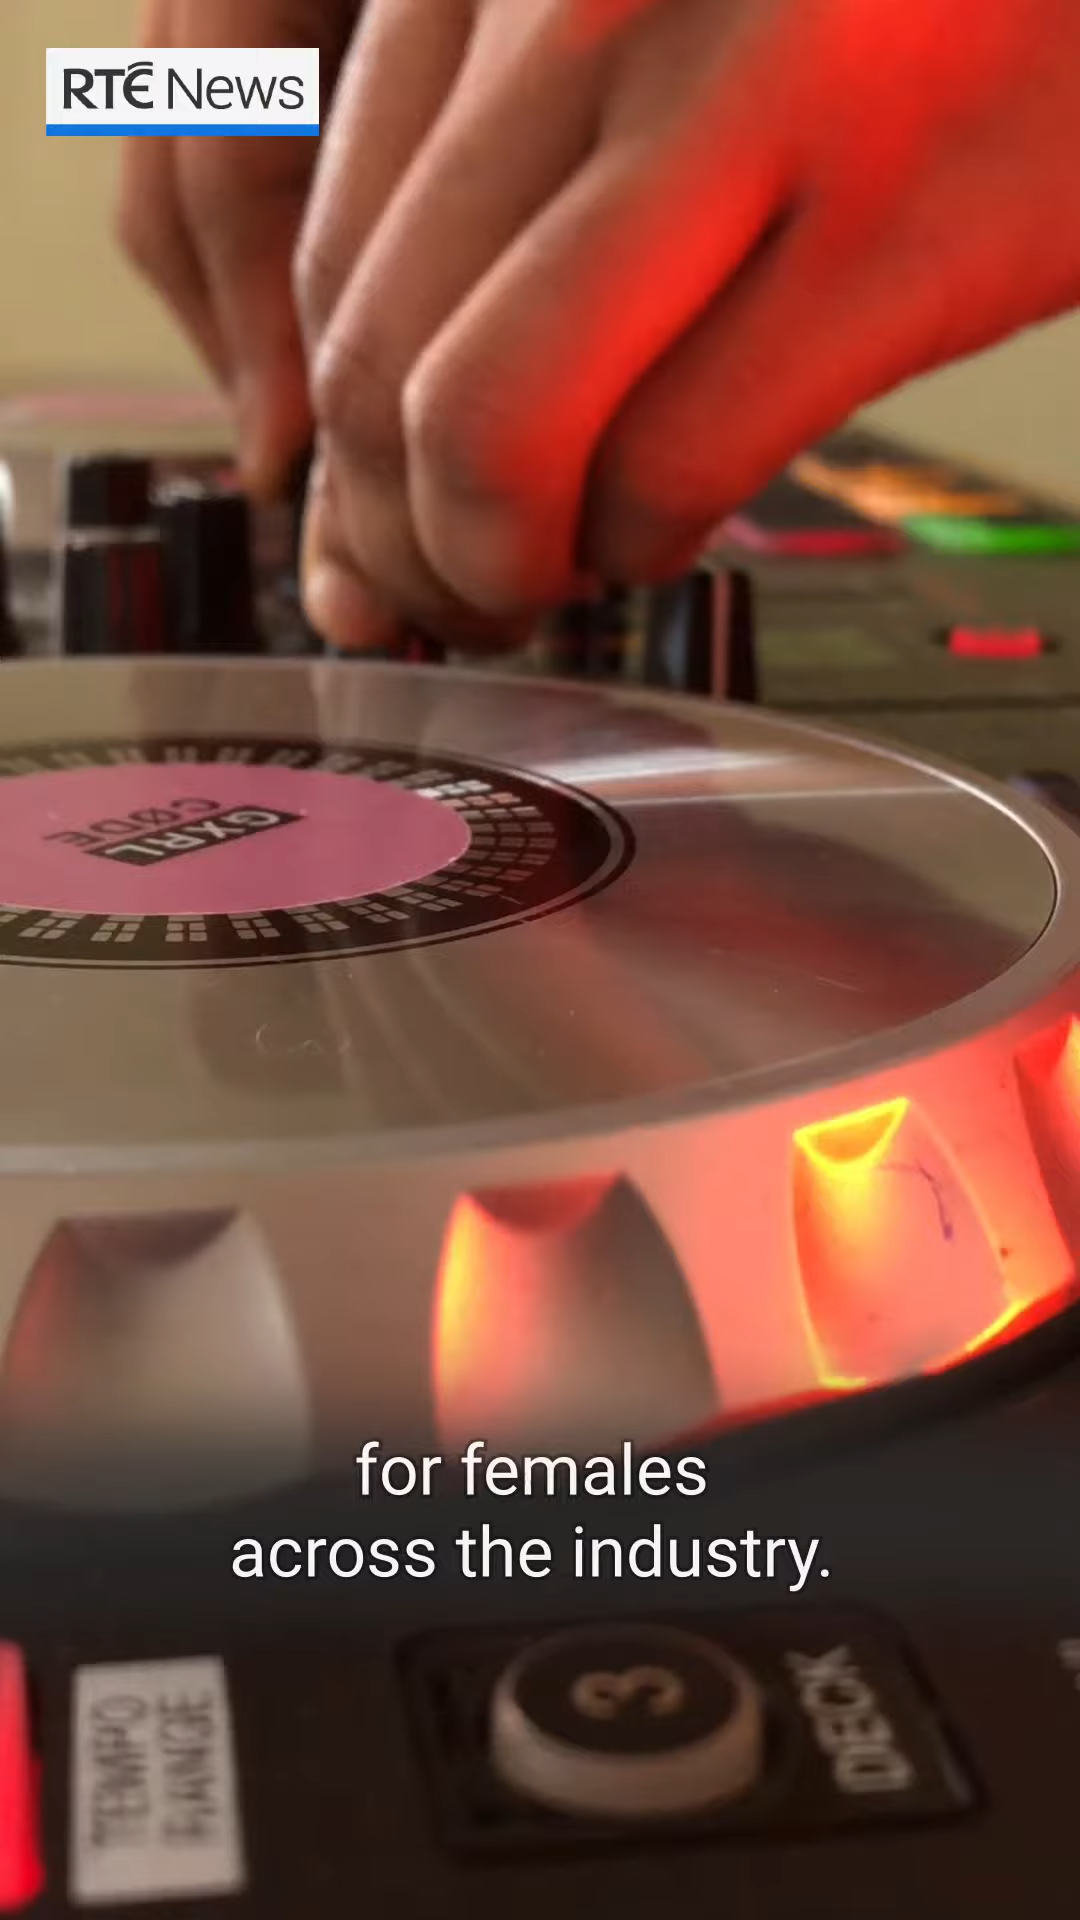 RTÉ News
GXRL
CØDE
for females
across the industry.
TEMPO
RANGE
3
DECK